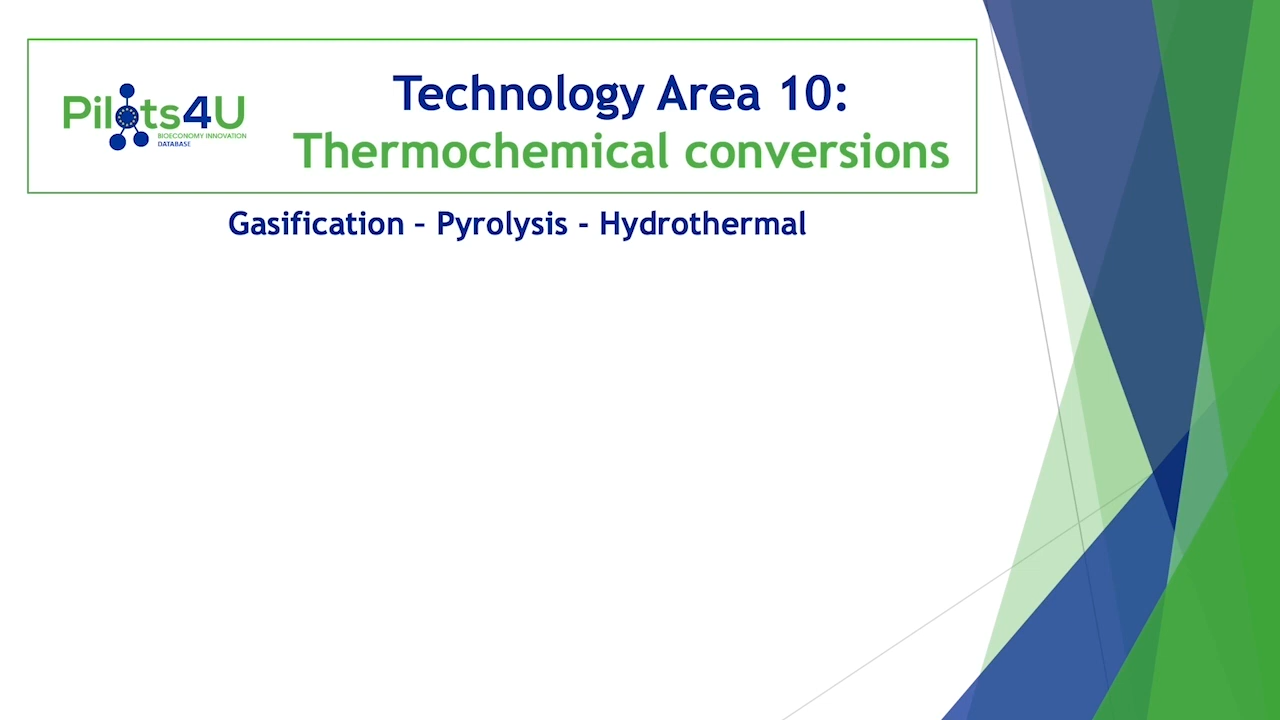 Technology Area 10:
Pilots4U
BIOECONOMY INNOVATION
DATABASE
Thermochemical conversions
Gasification – Pyrolysis - Hydrothermal